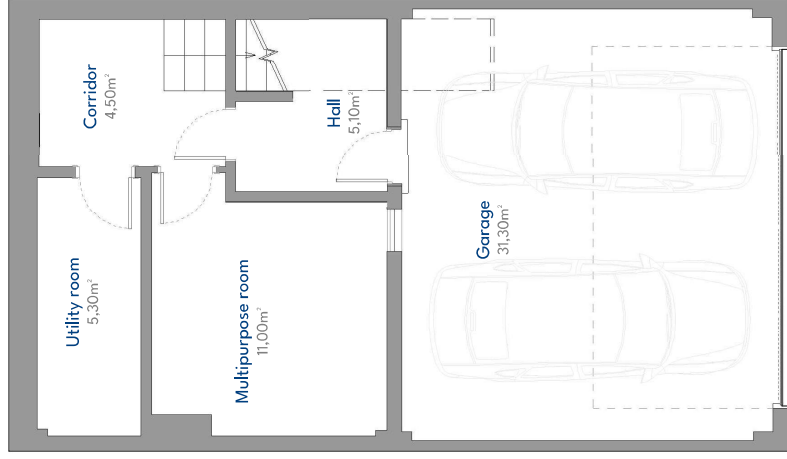 Corridor
4,50m²
Hall
5,10m²
Garage
31,30m²
Utility room
5,30m²
Multipurpose room
11,00m²